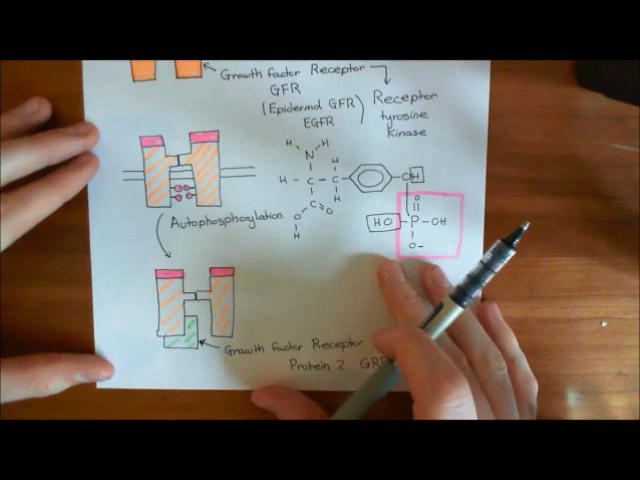 Growth factor Receptor
GFR
(Epidermal GFR)
EGFR
Receptor
tyrosine
kinase
H H
N
H
H - C - C - OH
H
C
O
O
H
O
HO - P - OH
O-
Autophosphorylation.
Growth factor Receptor
Protein 2